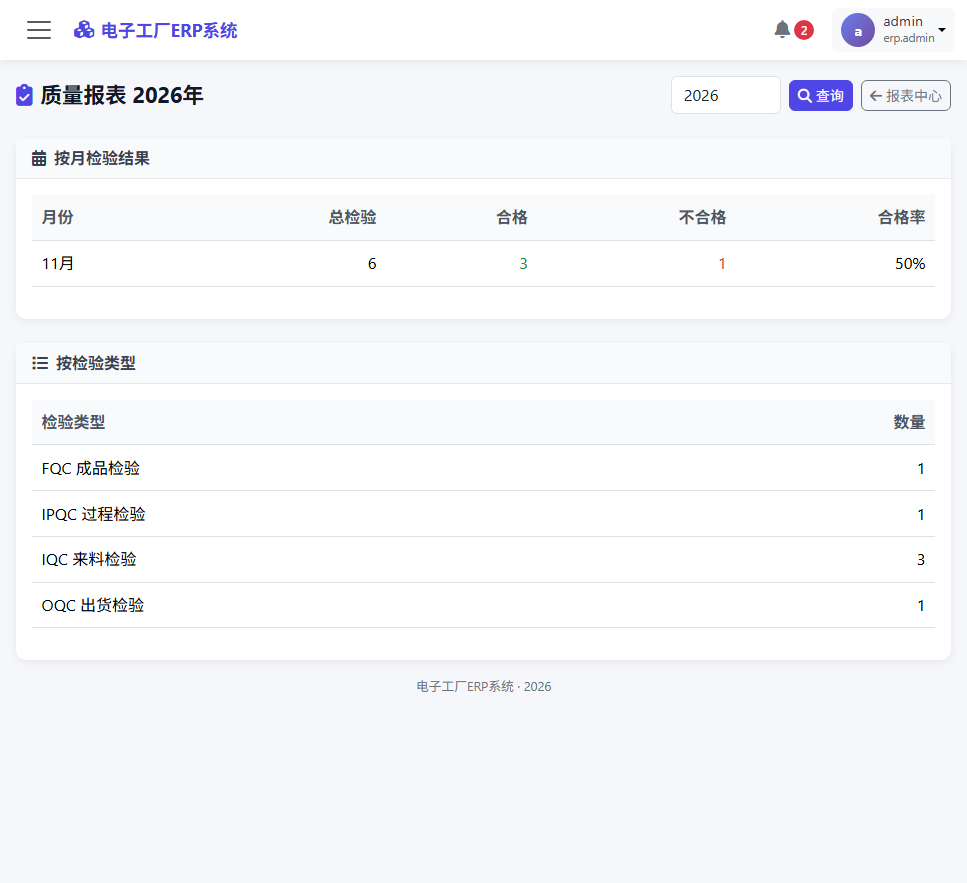 电子工厂ERP系统
2
a
admin
erp.admin
质量报表 2026年
2026
查询
报表中心
按月检验结果
月份 总检验 合格 不合格 合格率
11月 6 3 1 50%
按检验类型
检验类型 数量
FQC 成品检验 1
IPQC 过程检验 1
IQC 来料检验 3
OQC 出货检验 1
电子工厂ERP系统 · 2026